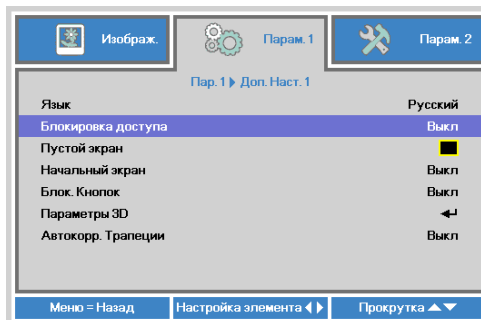 Изображ.
Парам. 1
Парам. 2
Пар. 1 ▶ Доп. Наст. 1
Язык Русский
Блокировка доступа Выкл
Пустой экран
Начальный экран Выкл
Блок. Кнопок Выкл
Параметры 3D ↵
Автокорр. Трапеции Выкл
Меню = Назад
Настройка элемента ◀ ▶
Прокрутка ▲▼